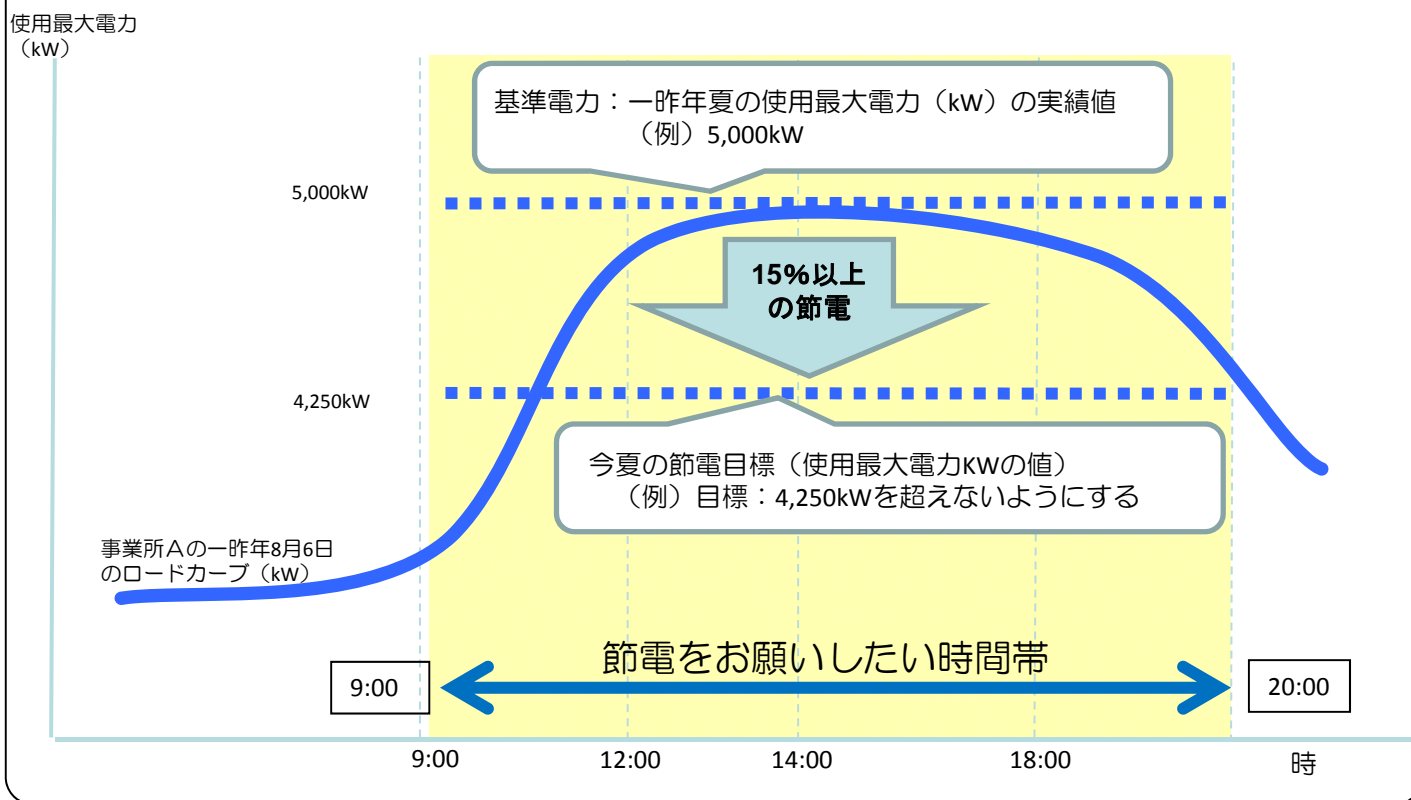 使用最大電力
（kW）
基準電力：一昨年夏の使用最大電力（kW）の実績値
（例）5,000kW
5,000kW
15%以上
の節電
4,250kW
今夏の節電目標（使用最大電力KWの値）
（例）目標：4,250kWを超えないようにする
事業所Ａの一昨年8月6日
のロードカーブ（kW）
節電をお願いしたい時間帯
9:00
20:00
9:00
12:00
14:00
18:00
時